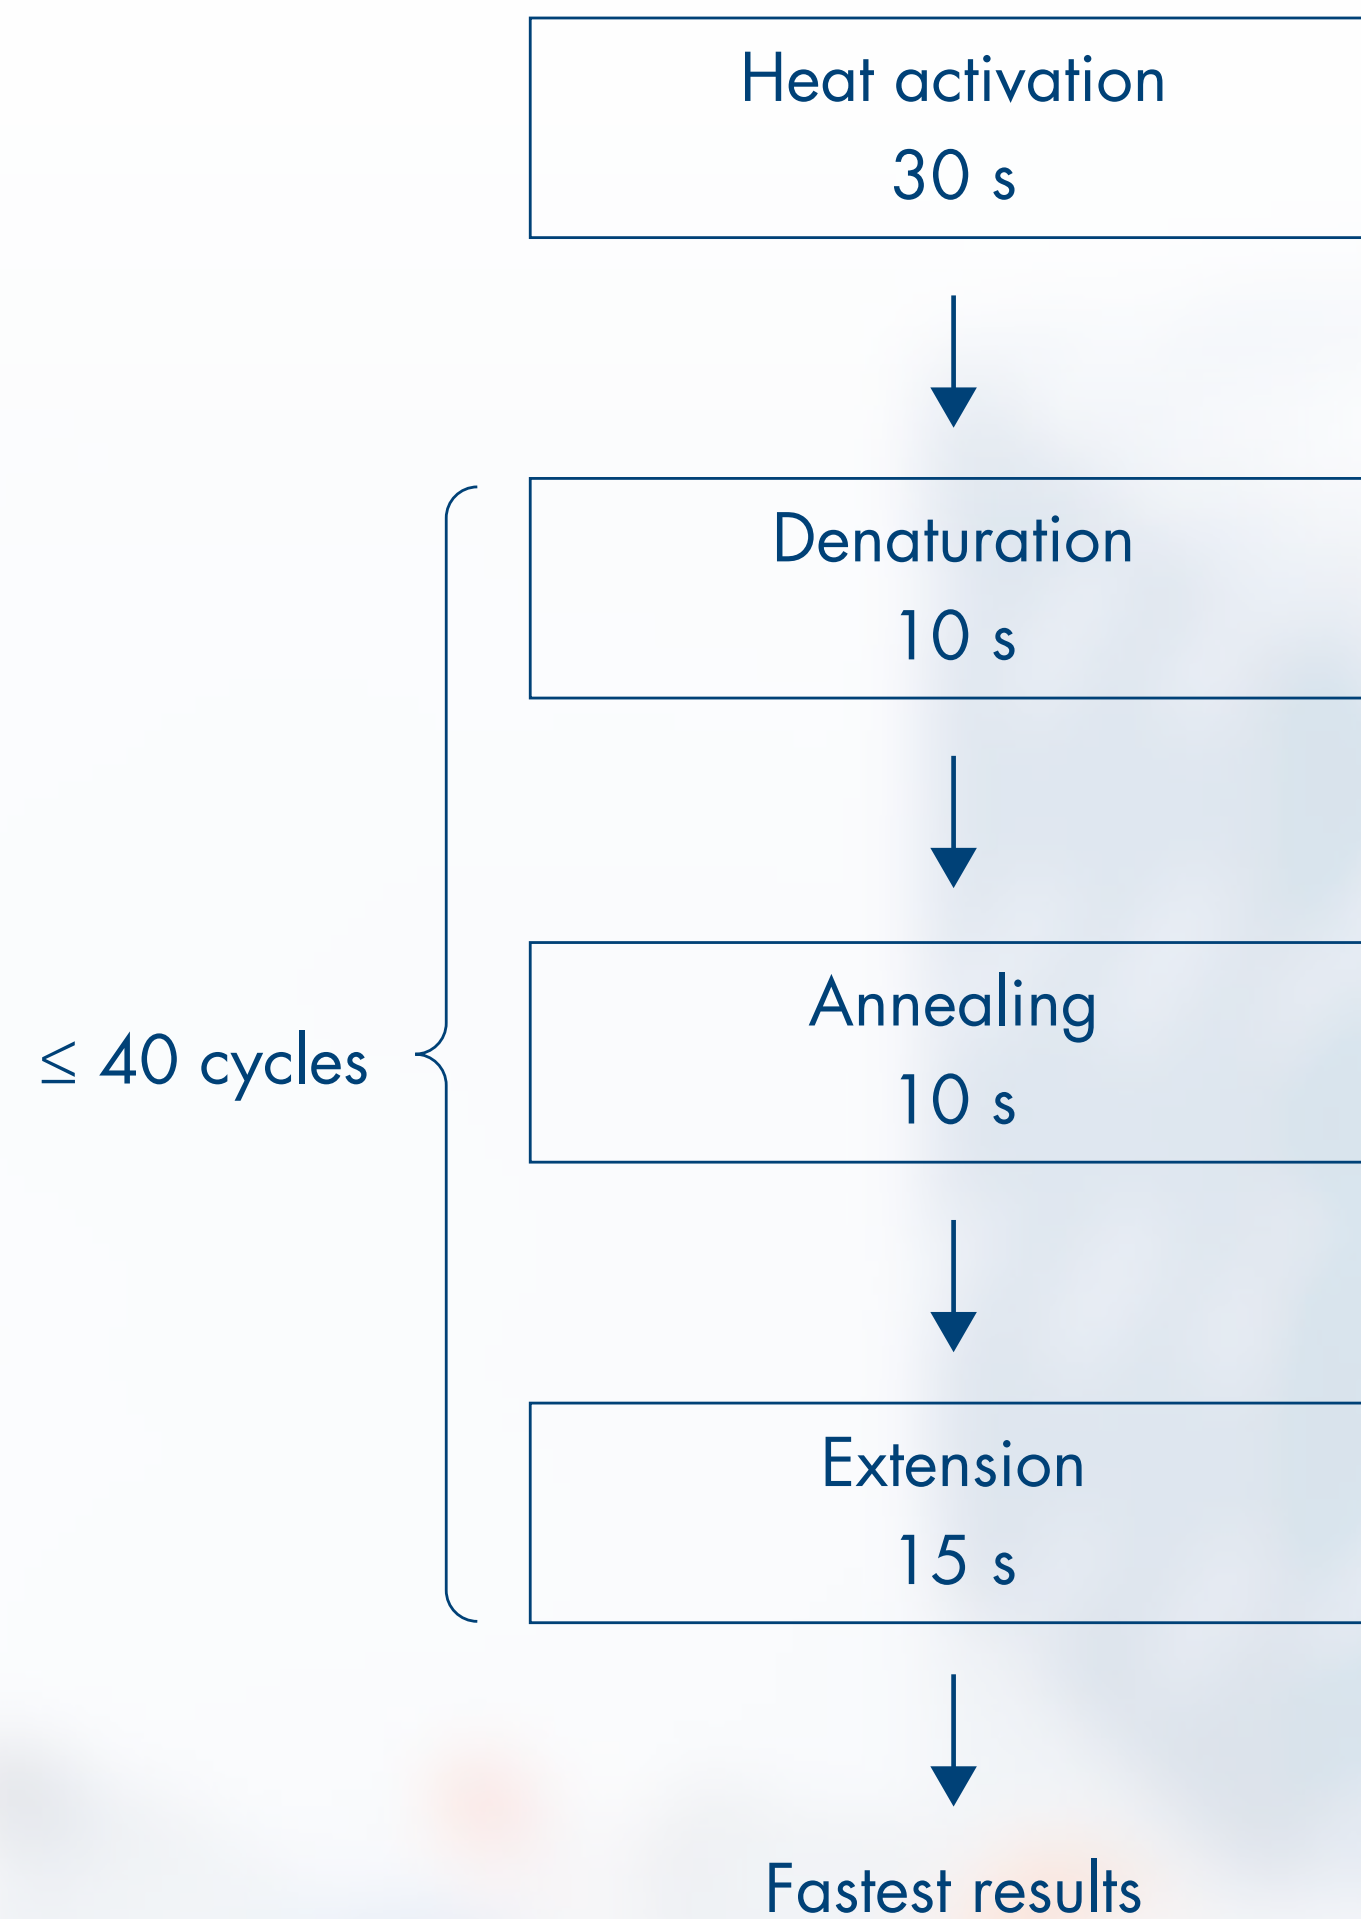 Heat activation
30 s
Denaturation
10 s
≤ 40 cycles
Annealing
10 s
Extension
15 s
Fastest results